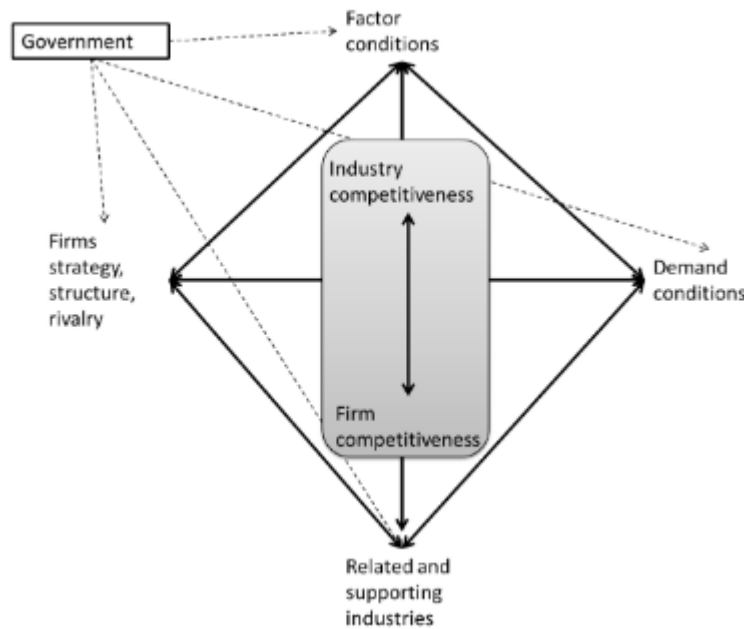 Government
Factor
conditions
Industry
competitiveness
Firms
strategy,
structure,
rivalry
Demand
conditions
Firm
competitiveness
Related and
supporting
industries